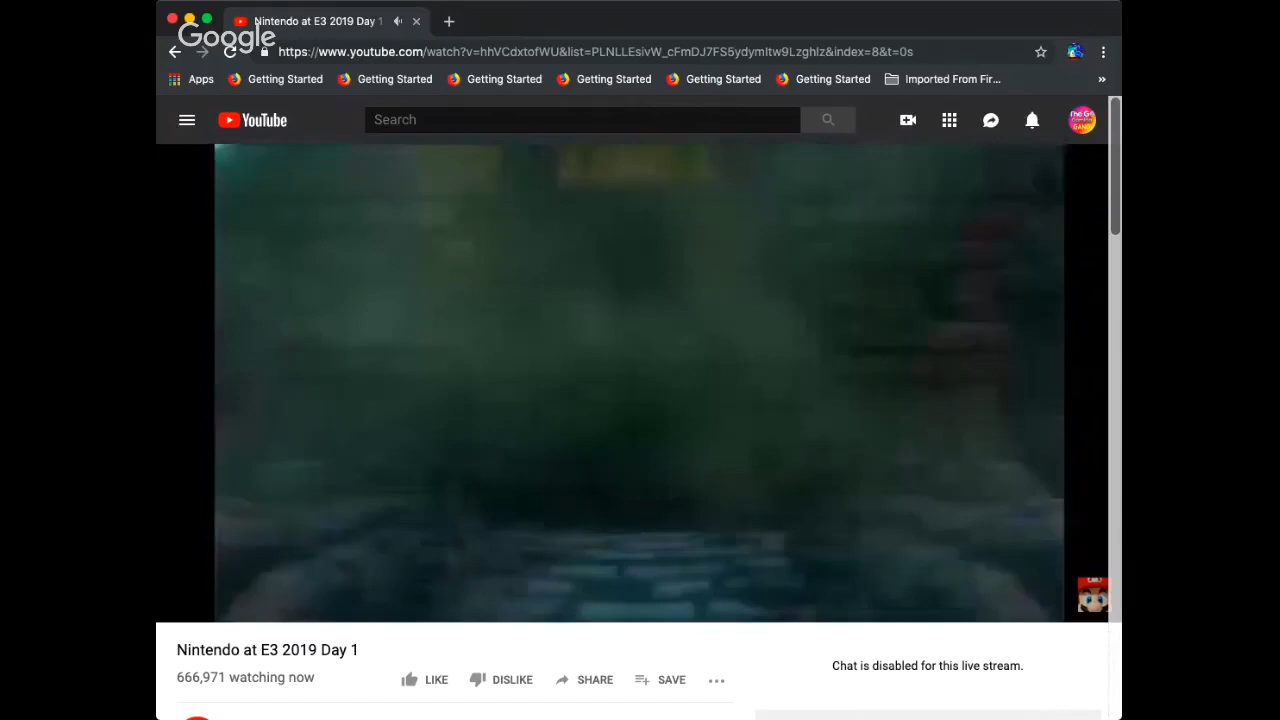 Nintendo at E3 2019 Day 1
Google
https://www.youtube.com/watch?v=hhVCdxtofWU&list=PLNLLEsivW_cFmDJ7FS5ydymItw9Lzghlz&index=8&t=0s
Apps Getting Started Getting Started Getting Started Getting Started Getting Started Getting Started Imported From Fir...
YouTube
Search
Nintendo at E3 2019 Day 1
666,971 watching now
LIKE DISLIKE SHARE SAVE
Chat is disabled for this live stream.